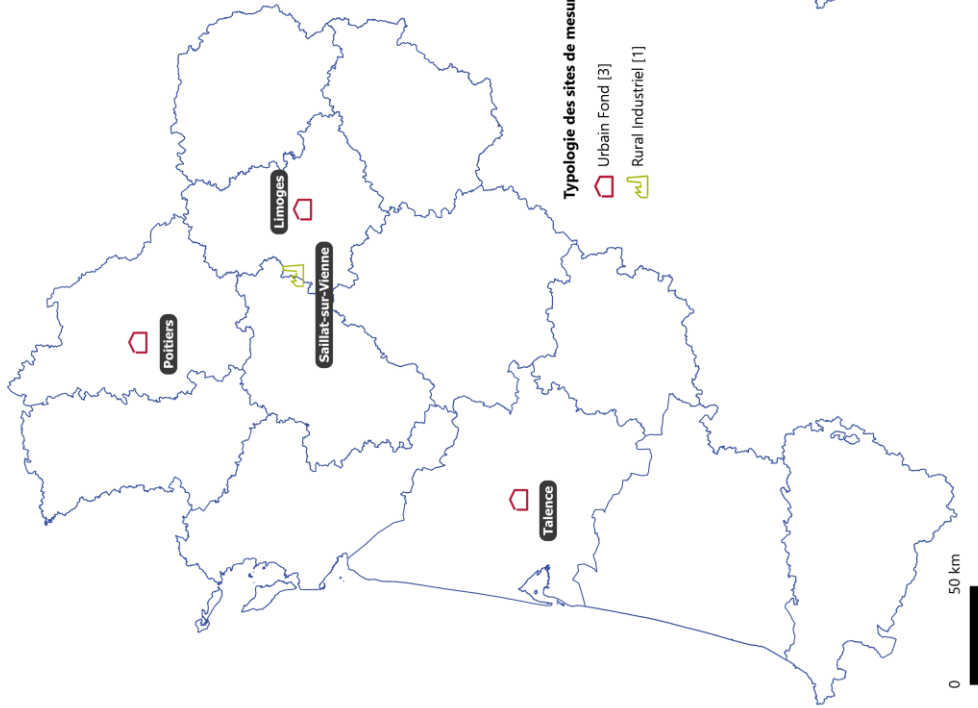 Poitiers
Limoges
Saillat-sur-Vienne
Talence
Typologie des sites de mesur
Urbain Fond [3]
Rural Industriel [1]
0 50 km